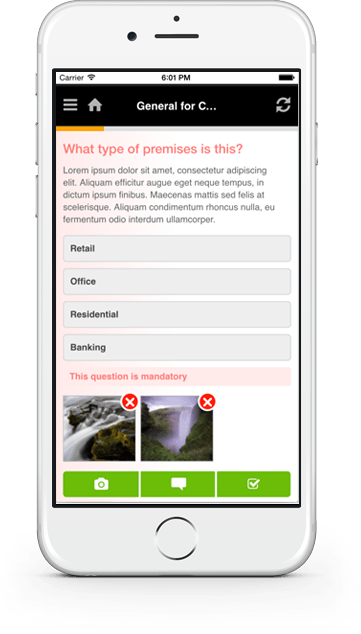 Carrier 6:01 PM
General for C...
What type of premises is this?
Lorem ipsum dolor sit amet, consectetur adipiscing
elit. Aliquam efficitur augue eget neque tempus, in
dictum ipsum finibus. Maecenas mattis sed felis at
scelerisque. Aliquam condimentum rhoncus nulla, eu
fermentum odio interdum ullamcorper.
Retail
Office
Residential
Banking
This question is mandatory